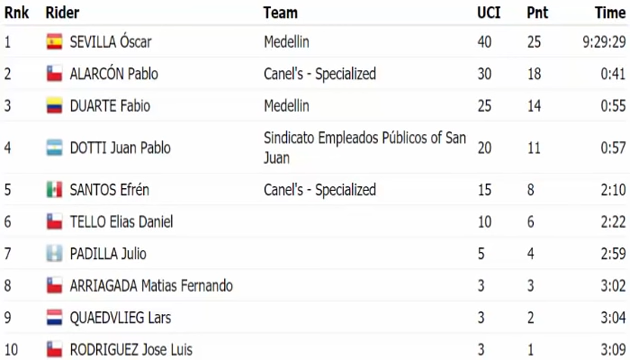 Rnk Rider Team UCI Pnt Time
1 SEVILLA Óscar Medellin 40 25 9:29:29
2 ALARCÓN Pablo Canel's - Specialized 30 18 0:41
3 DUARTE Fabio Medellin 25 14 0:55
4 DOTTI Juan Pablo Sindicato Empleados Públicos of San Juan 20 11 0:57
5 SANTOS Efrén Canel's - Specialized 15 8 2:10
6 TELLO Elias Daniel 10 6 2:22
7 PADILLA Julio 5 4 2:59
8 ARRIAGADA Matias Fernando 3 3 3:02
9 QUAEDVLIEG Lars 3 2 3:04
10 RODRIGUEZ Jose Luis 3 1 3:09